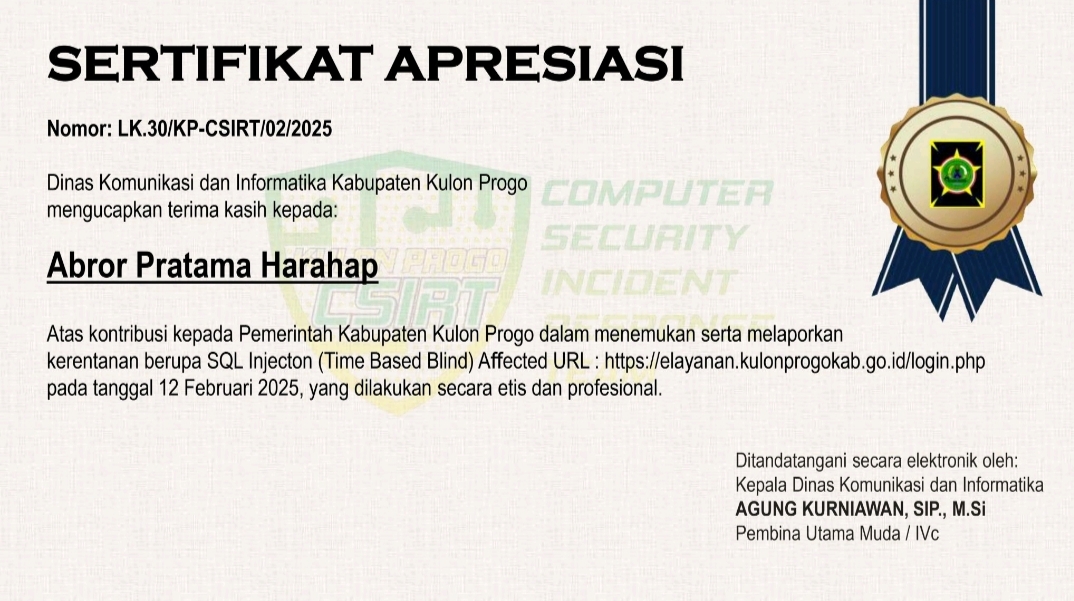 SERTIFIKAT APRESIASI
Nomor: LK.30/KP-CSIRT/02/2025
Dinas Komunikasi dan Informatika Kabupaten Kulon Progo
mengucapkan terima kasih kepada:
Abror Pratama Harahap
KULON PROGO
CSIRT
COMPUTER
SECURITY
INCIDENT
RESPONSE
TEAM
Atas kontribusi kepada Pemerintah Kabupaten Kulon Progo dalam menemukan serta melaporkan
kerentanan berupa SQL Injecton (Time Based Blind) Affected URL : https://elayanan.kulonprogokab.go.id/login.php
pada tanggal 12 Februari 2025, yang dilakukan secara etis dan profesional.
Ditandatangani secara elektronik oleh:
Kepala Dinas Komunikasi dan Informatika
AGUNG KURNIAWAN, SIP., M.Si
Pembina Utama Muda / IVc